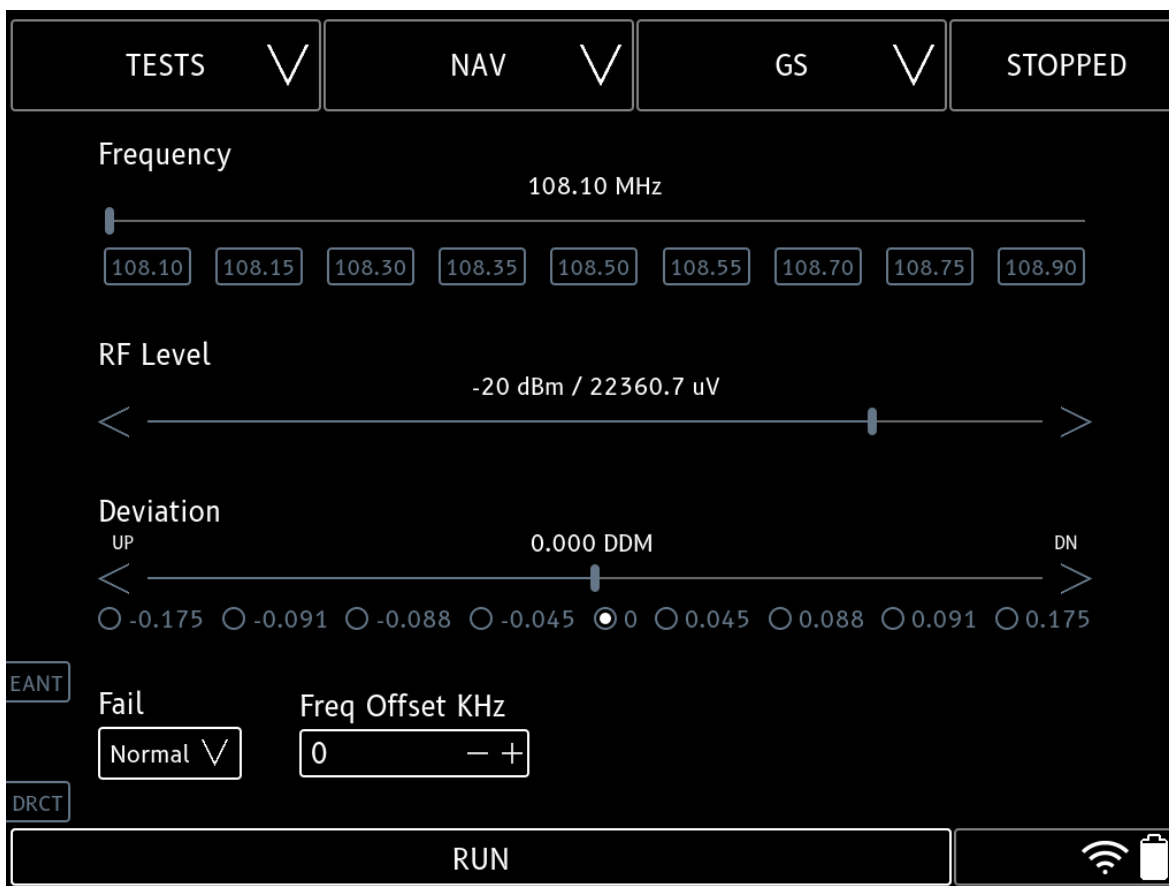 TESTS NAV GS STOPPED
Frequency
108.10 MHz
108.10 108.15 108.30 108.35 108.50 108.55 108.70 108.75 108.90
RF Level
-20 dBm / 22360.7 uV
Deviation
UP 0.000 DDM DN
-0.175 -0.091 -0.088 -0.045 0 0.045 0.088 0.091 0.175
EANT
Fail Freq Offset KHz
Normal 0 − +
DRCT
RUN